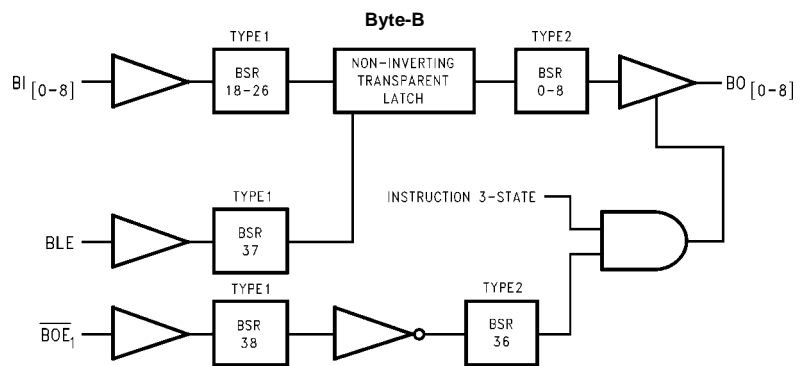 Byte-B
TYPE1
TYPE2
BI [0-8]
BSR
18-26
NON-INVERTING
TRANSPARENT
LATCH
BSR
0-8
BO [0-8]
TYPE1
INSTRUCTION 3-STATE
BLE
BSR
37
TYPE1
TYPE2
BOE1
BSR
38
BSR
36